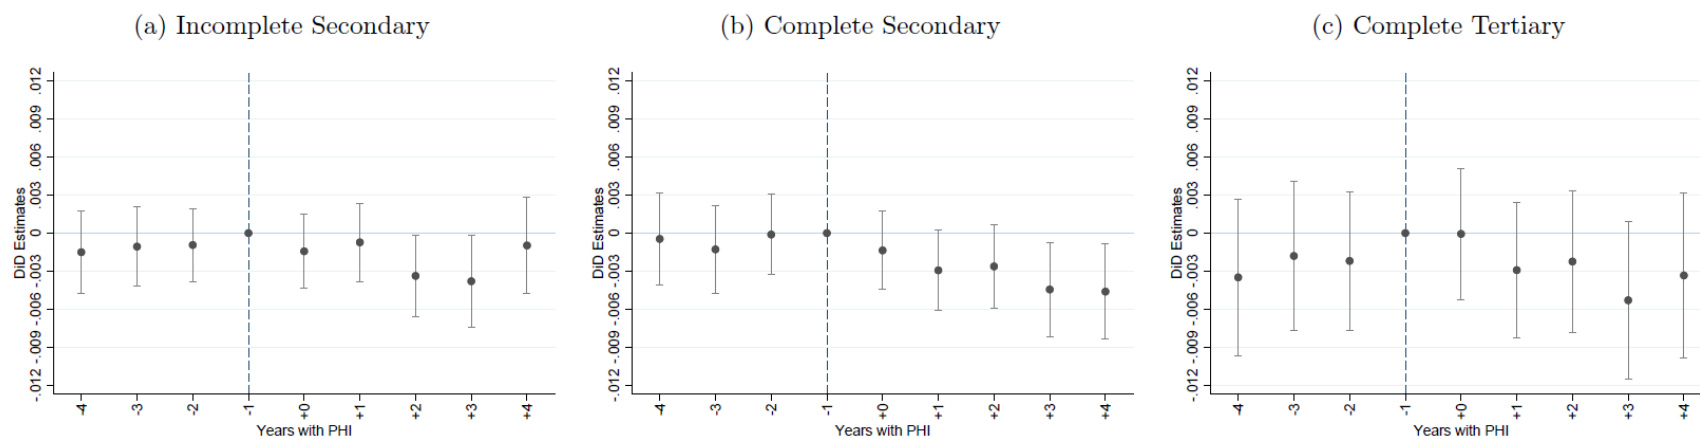 (a) Incomplete Secondary
DiD Estimates
-.012 -.009 -.006 -.003 0 .003 .006 .009 .012
-4 -3 -2 -1 +0 +1 +2 +3 +4
Years with PHI
(b) Complete Secondary
DiD Estimates
-.012 -.009 -.006 -.003 0 .003 .006 .009 .012
-4 -3 -2 -1 +0 +1 +2 +3 +4
Years with PHI
(c) Complete Tertiary
DiD Estimates
-.012 -.009 -.006 -.003 0 .003 .006 .009 .012
-4 -3 -2 -1 +0 +1 +2 +3 +4
Years with PHI